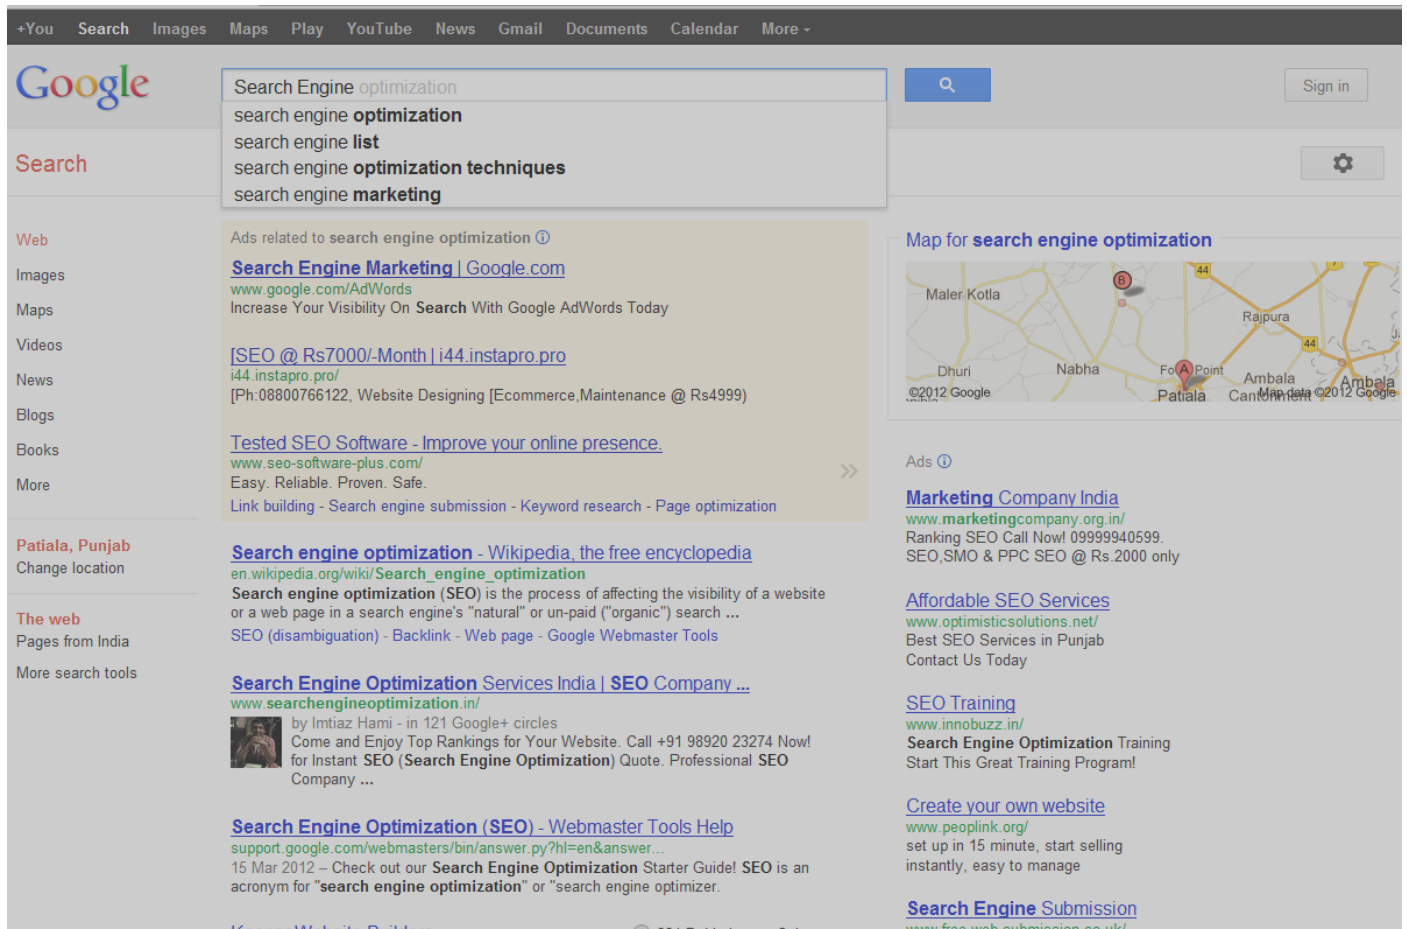 +You Search Images Maps Play YouTube News Gmail Documents Calendar More
Google
Search Engine optimization
Sign in
search engine optimization
search engine list
search engine optimization techniques
search engine marketing
Search
Web
Images
Maps
Videos
News
Blogs
Books
More
Patiala, Punjab
Change location
The web
Pages from India
More search tools
Ads related to search engine optimization
Search Engine Marketing | Google.com
www.google.com/AdWords
Increase Your Visibility On Search With Google AdWords Today
[SEO @ Rs7000/-Month | i44.instapro.pro
i44.instapro.pro/
[Ph:08800766122, Website Designing [Ecommerce,Maintenance @ Rs4999)
Tested SEO Software - Improve your online presence.
www.seo-software-plus.com/
Easy. Reliable. Proven. Safe.
»
Link building - Search engine submission - Keyword research - Page optimization
Search engine optimization - Wikipedia, the free encyclopedia
en.wikipedia.org/wiki/Search_engine_optimization
Search engine optimization (SEO) is the process of affecting the visibility of a website
or a web page in a search engine's "natural" or un-paid ("organic") search ...
SEO (disambiguation) - Backlink - Web page - Google Webmaster Tools
Search Engine Optimization Services India | SEO Company ...
www.searchengineoptimization.in/
by Imtiaz Hami - in 121 Google+ circles
Come and Enjoy Top Rankings for Your Website. Call +91 98920 23274 Now!
for Instant SEO (Search Engine Optimization) Quote. Professional SEO
Company ...
Search Engine Optimization (SEO) - Webmaster Tools Help
support.google.com/webmasters/bin/answer.py?hl=en&answer...
15 Mar 2012 – Check out our Search Engine Optimization Starter Guide! SEO is an
acronym for "search engine optimization" or "search engine optimizer.
Map for search engine optimization
B
44
Maler Kotla
Rajpura
44
Dhuri
Nabha
A
Point
Ambala
Ambala
©2012 Google
Patiala
Map data ©2012 Google
Ads
Marketing Company India
www.marketingcompany.org.in/
Ranking SEO Call Now! 09999940599.
SEO,SMO & PPC SEO @ Rs.2000 only
Affordable SEO Services
www.optimisticsolutions.net/
Best SEO Services in Punjab
Contact Us Today
SEO Training
www.innobuzz.in/
Search Engine Optimization Training
Start This Great Training Program!
Create your own website
www.peoplink.org/
set up in 15 minute, start selling
instantly, easy to manage
Search Engine Submission